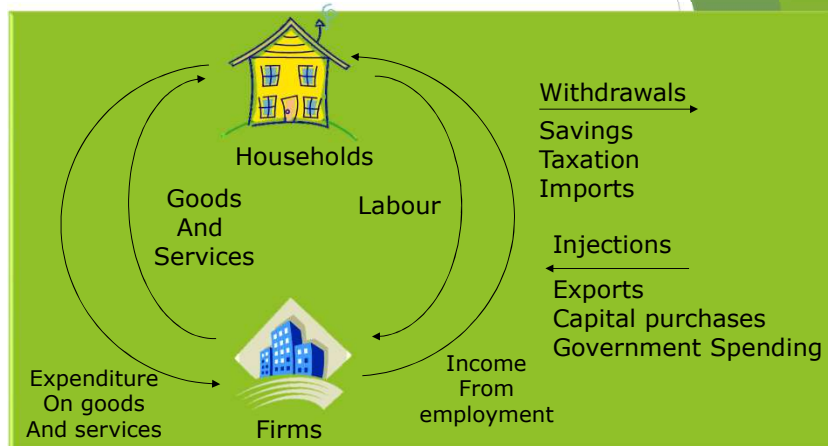 Withdrawals
Savings
Taxation
Imports
Households
Goods
And
Services
Labour
Injections
Exports
Capital purchases
Government Spending
Expenditure
On goods
And services
Firms
Income
From
employment